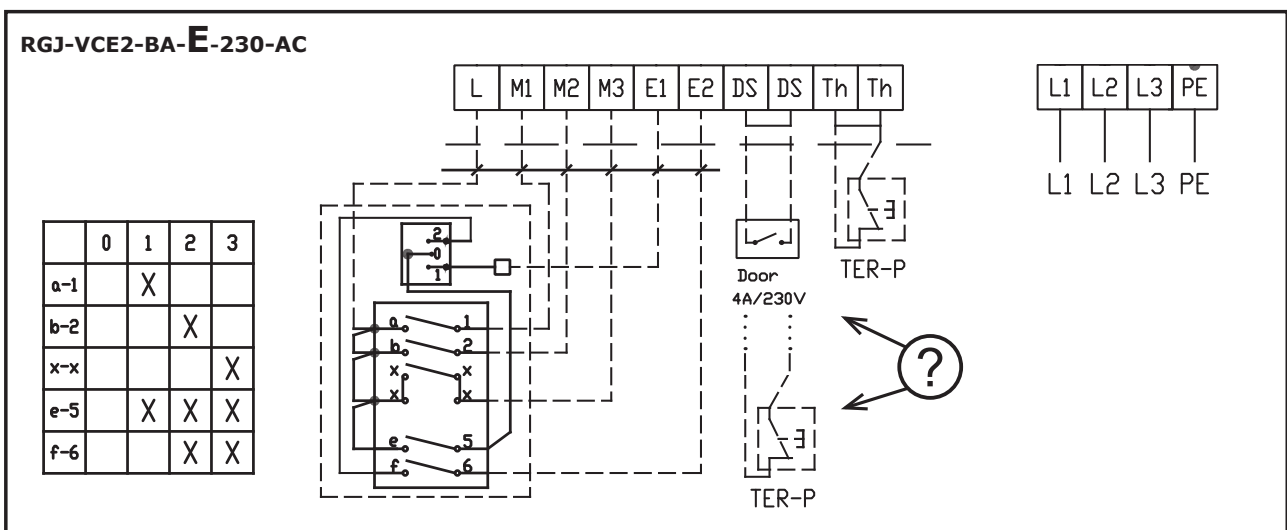 RGJ-VCE2-BA-E-230-AC
L M1 M2 M3 E1 E2 DS DS Th Th
L1 L2 L3 PE
L1 L2 L3 PE
0 1 2 3
a-1 X
b-2 X
x-x X
e-5 X X X
f-6 X X
2
0
1
a 1
b 2
x x
x x
e 5
f 6
Door
4A/230V
TER-P
?
TER-P